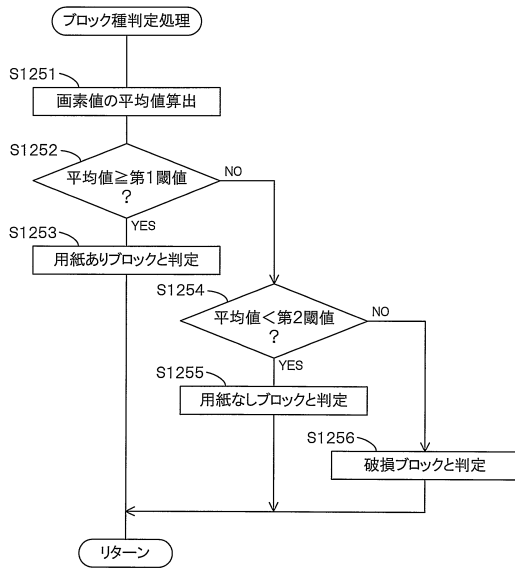 ブロック種判定処理
S1251
画素値の平均値算出
S1252
平均値≧第1閾値
?
NO
YES
S1253
用紙ありブロックと判定
S1254
平均値<第2閾値
?
NO
YES
S1255
用紙なしブロックと判定
S1256
破損ブロックと判定
リターン